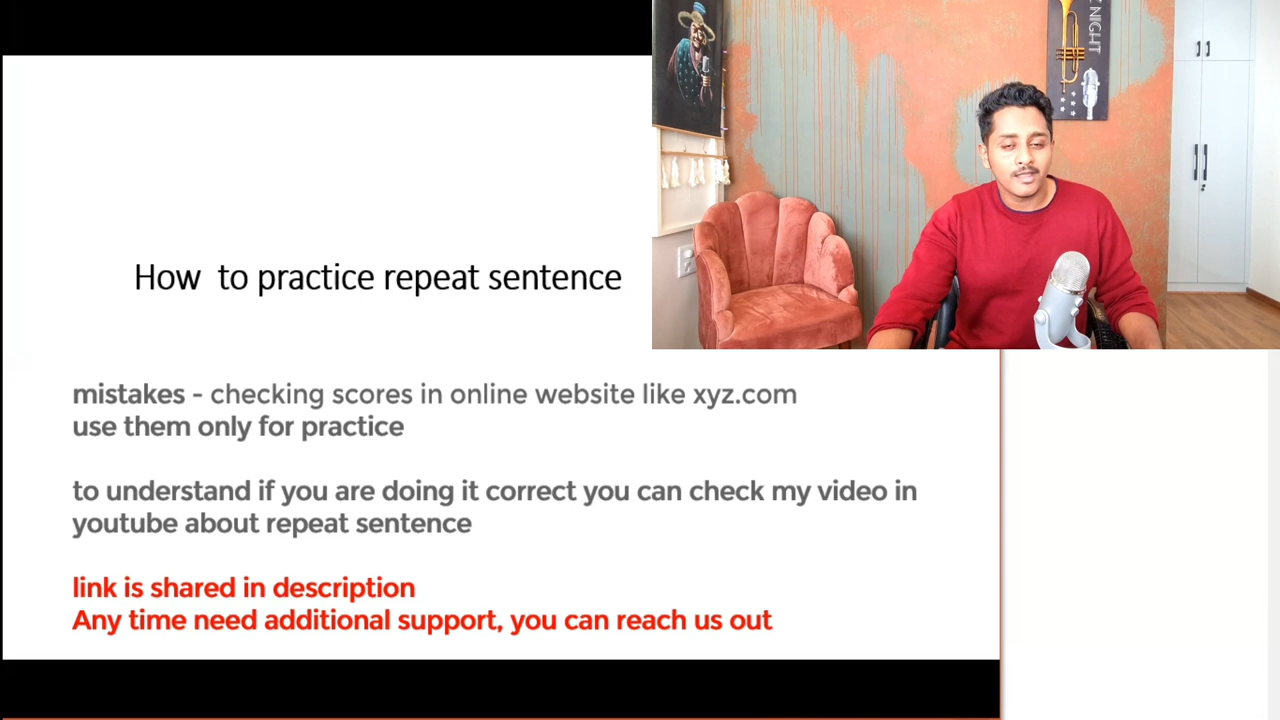 NIGHT
How to practice repeat sentence
mistakes - checking scores in online website like xyz.com
use them only for practice
to understand if you are doing it correct you can check my video in
youtube about repeat sentence
link is shared in description
Any time need additional support, you can reach us out